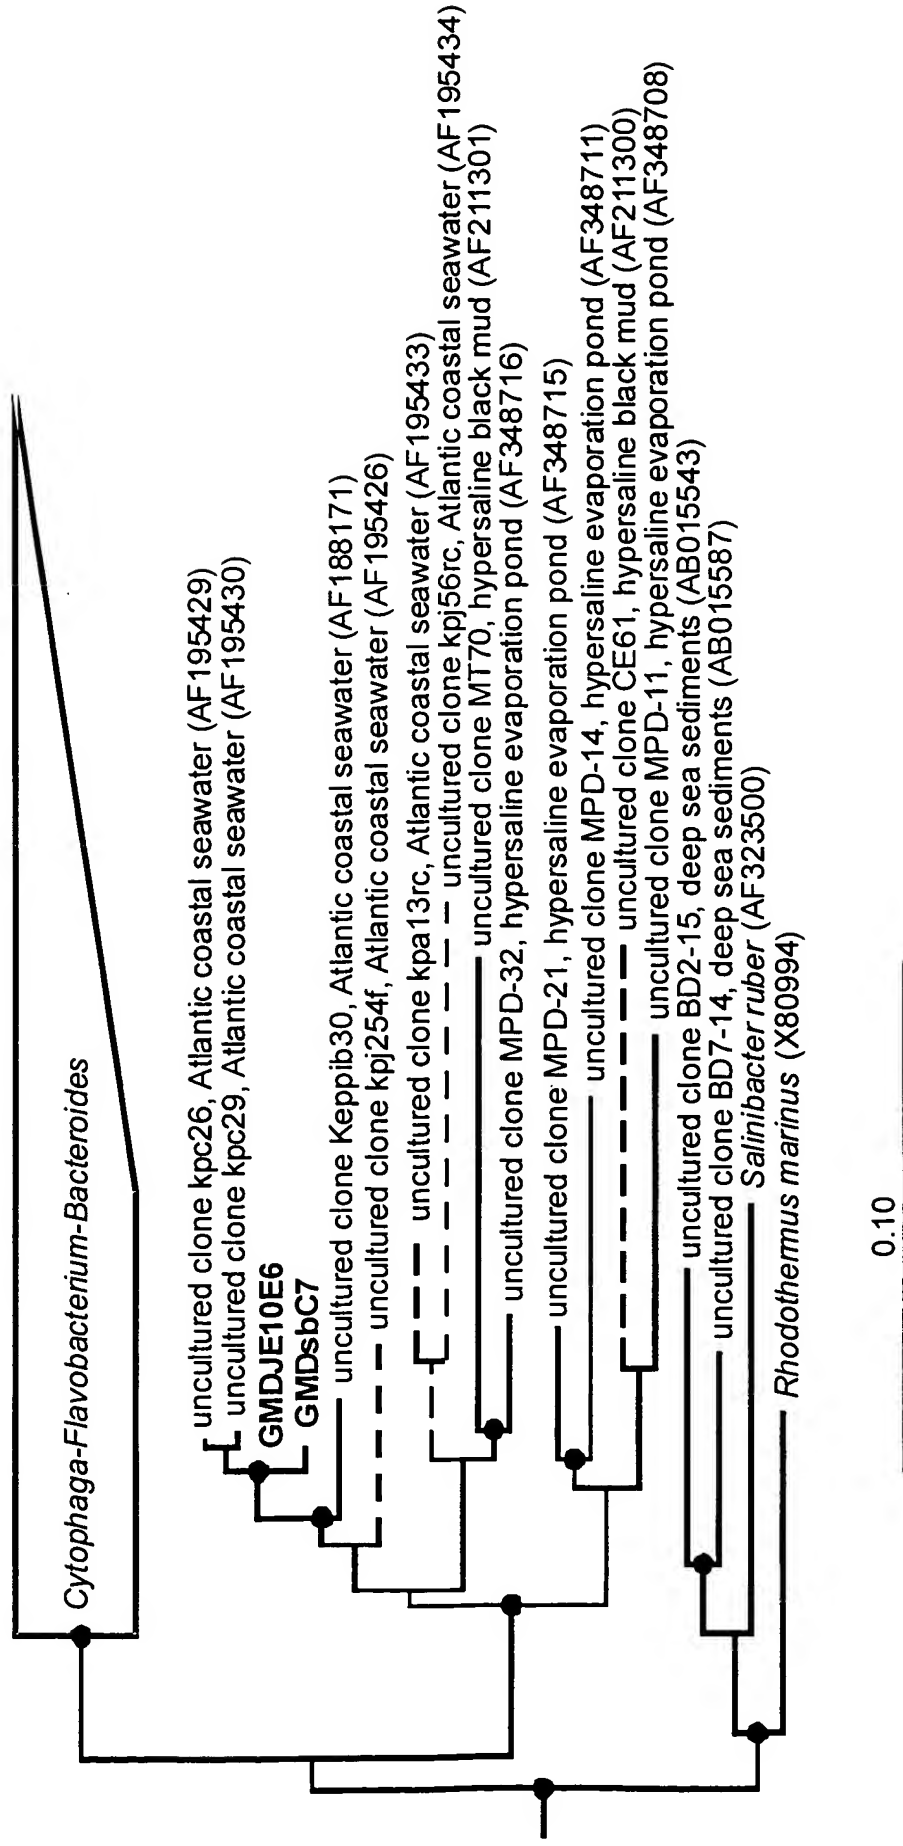 Cytophaga-Flavobacterium-Bacteroides
uncultured clone kpc26, Atlantic coastal seawater (AF195429)
uncultured clone kpc29, Atlantic coastal seawater (AF195430)
GMDJE10E6
GMDsbC7
uncultured clone Keppib30, Atlantic coastal seawater (AF188171)
uncultured clone kpj254f, Atlantic coastal seawater (AF195426)
uncultured clone kpa13rc, Atlantic coastal seawater (AF195433)
uncultured clone kpj56rc, Atlantic coastal seawater (AF195434)
uncultured clone MT70, hypersaline black mud (AF211301)
uncultured clone MPD-32, hypersaline evaporation pond (AF348716)
uncultured clone MPD-21, hypersaline evaporation pond (AF348715)
uncultured clone MPD-14, hypersaline evaporation pond (AF348711)
uncultured clone CE61, hypersaline black mud (AF211300)
uncultured clone MPD-11, hypersaline evaporation pond (AF348708)
uncultured clone BD2-15, deep sea sediments (AB015543)
uncultured clone BD7-14, deep sea sediments (AB015587)
Salinibacter ruber (AF323500)
Rhodothermus marinus (X80994)
0.10